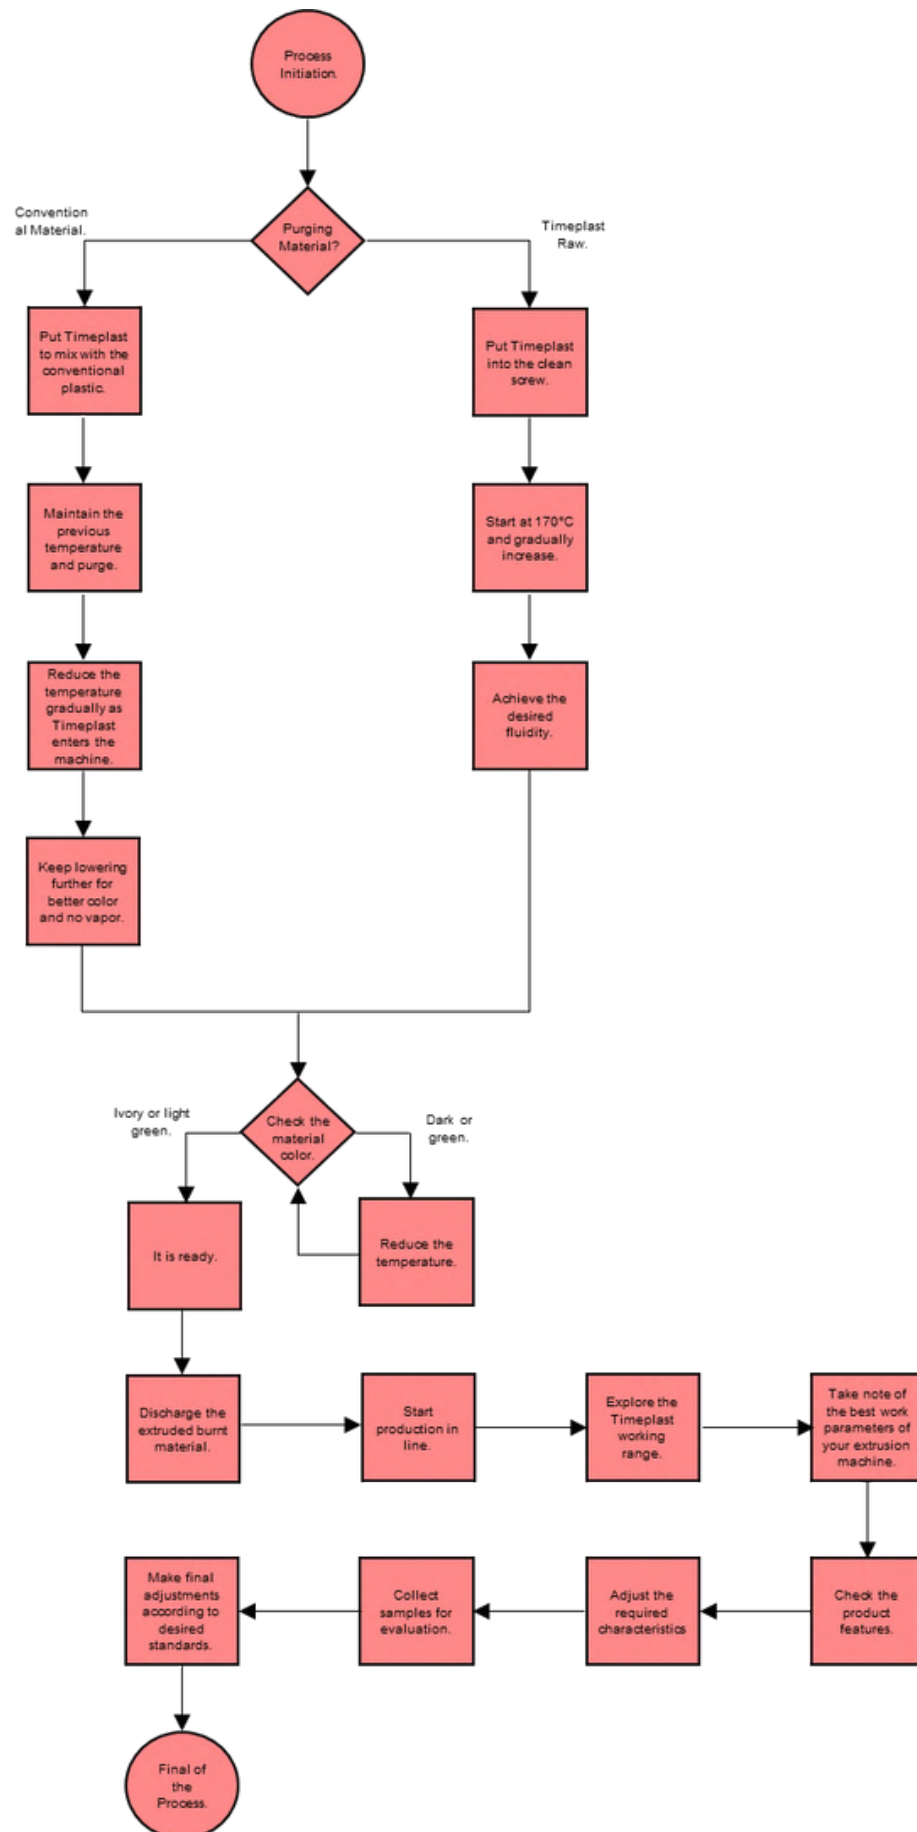 Process
Initiation.
Convention
al Material.
Purging
Material?
Timeplast
Raw.
Put Timeplast
to mix with the
conventional
plastic.
Put Timeplast
into the clean
screw.
Maintain the
previous
temperature
and purge.
Start at 170°C
and gradually
increase.
Reduce the
temperature
gradually as
Timeplast
enters the
machine.
Achieve the
desired
fluidity.
Keep lowering
further for
better color
and no vapor.
Ivory or light
green.
Check the
material
color.
Dark or
green.
It is ready.
Reduce the
temperature.
Discharge the
extruded burnt
material.
Start
production in
line.
Explore the
Timeplast
working
range.
Take note of
the best work
parameters of
your extrusion
machine.
Make final
adjustments
according to
desired
standards.
Collect
samples for
evaluation.
Adjust the
required
characteristics
Check the
product
features.
Final of
the
Process.